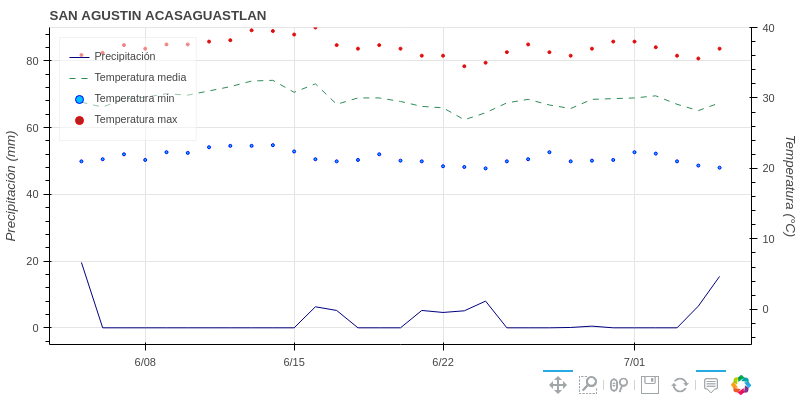 SAN AGUSTIN ACASAGUASTLAN
Precipitación
Temperatura media
Temperatura min
Temperatura max
Precipitación (mm)
80
60
40
20
0
Temperatura (°C)
40
30
20
10
0
6/08
6/15
6/22
7/01